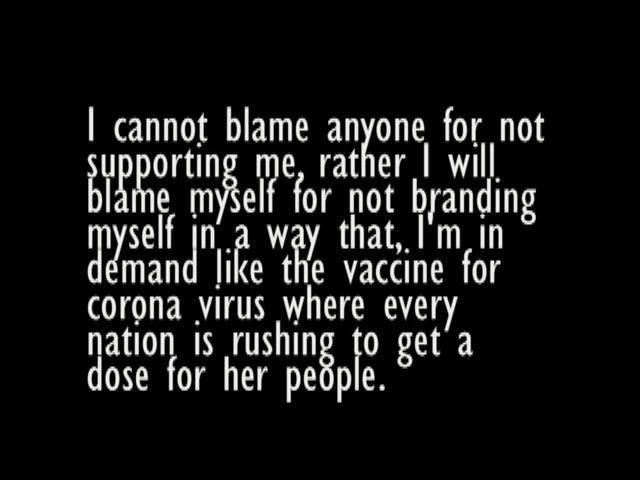 I cannot blame anyone for not
supporting me, rather I will
blame myself for not branding
myself in a way that, I'm in
demand like the vaccine for
corona virus where every
nation is rushing to get a
dose for her people.